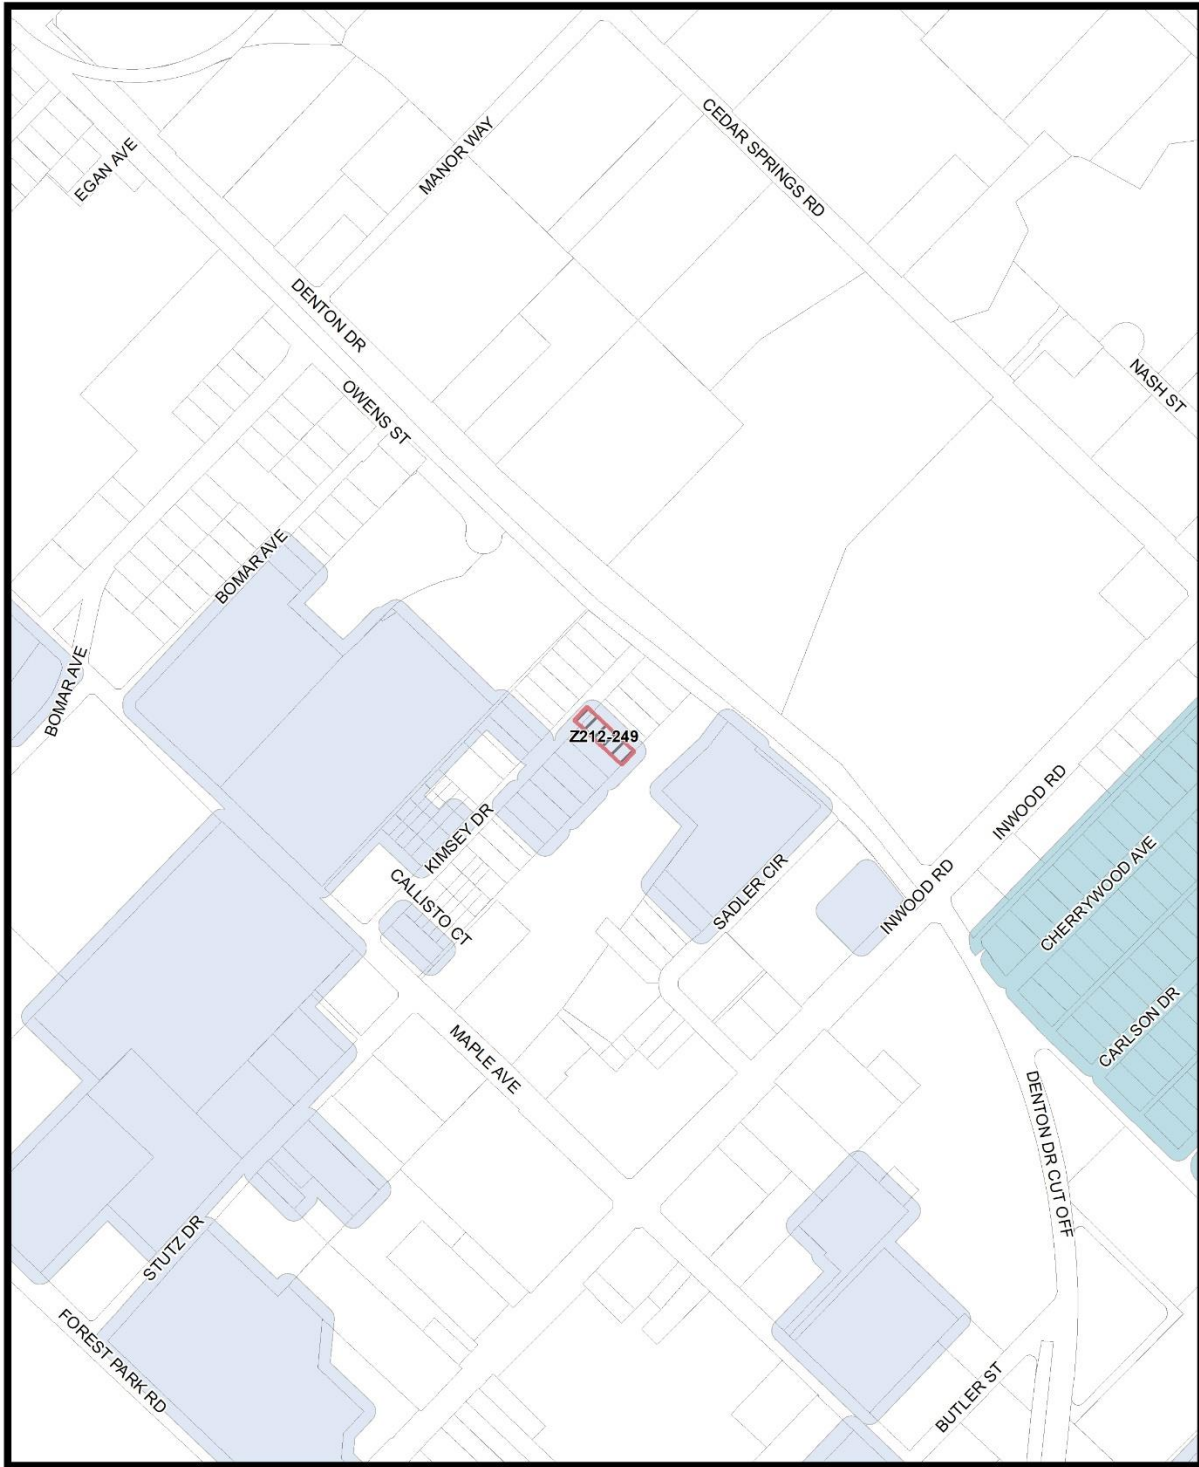 CEDAR SPRINGS RD
MANOR WAY
EGAN AVE
DENTON DR
NASH ST
OWENS ST
BOMAR AVE
BOMAR AVE
Z212-249
INWOOD RD
KIMSEY DR
CALLISTO CT
SADLER CIR
INWOOD RD
CHERRYWOOD AVE
CARLSON DR
MAPLE AVE
DENTON DR CUT OFF
STUTZ DR
FOREST PARK RD
BUTLER ST